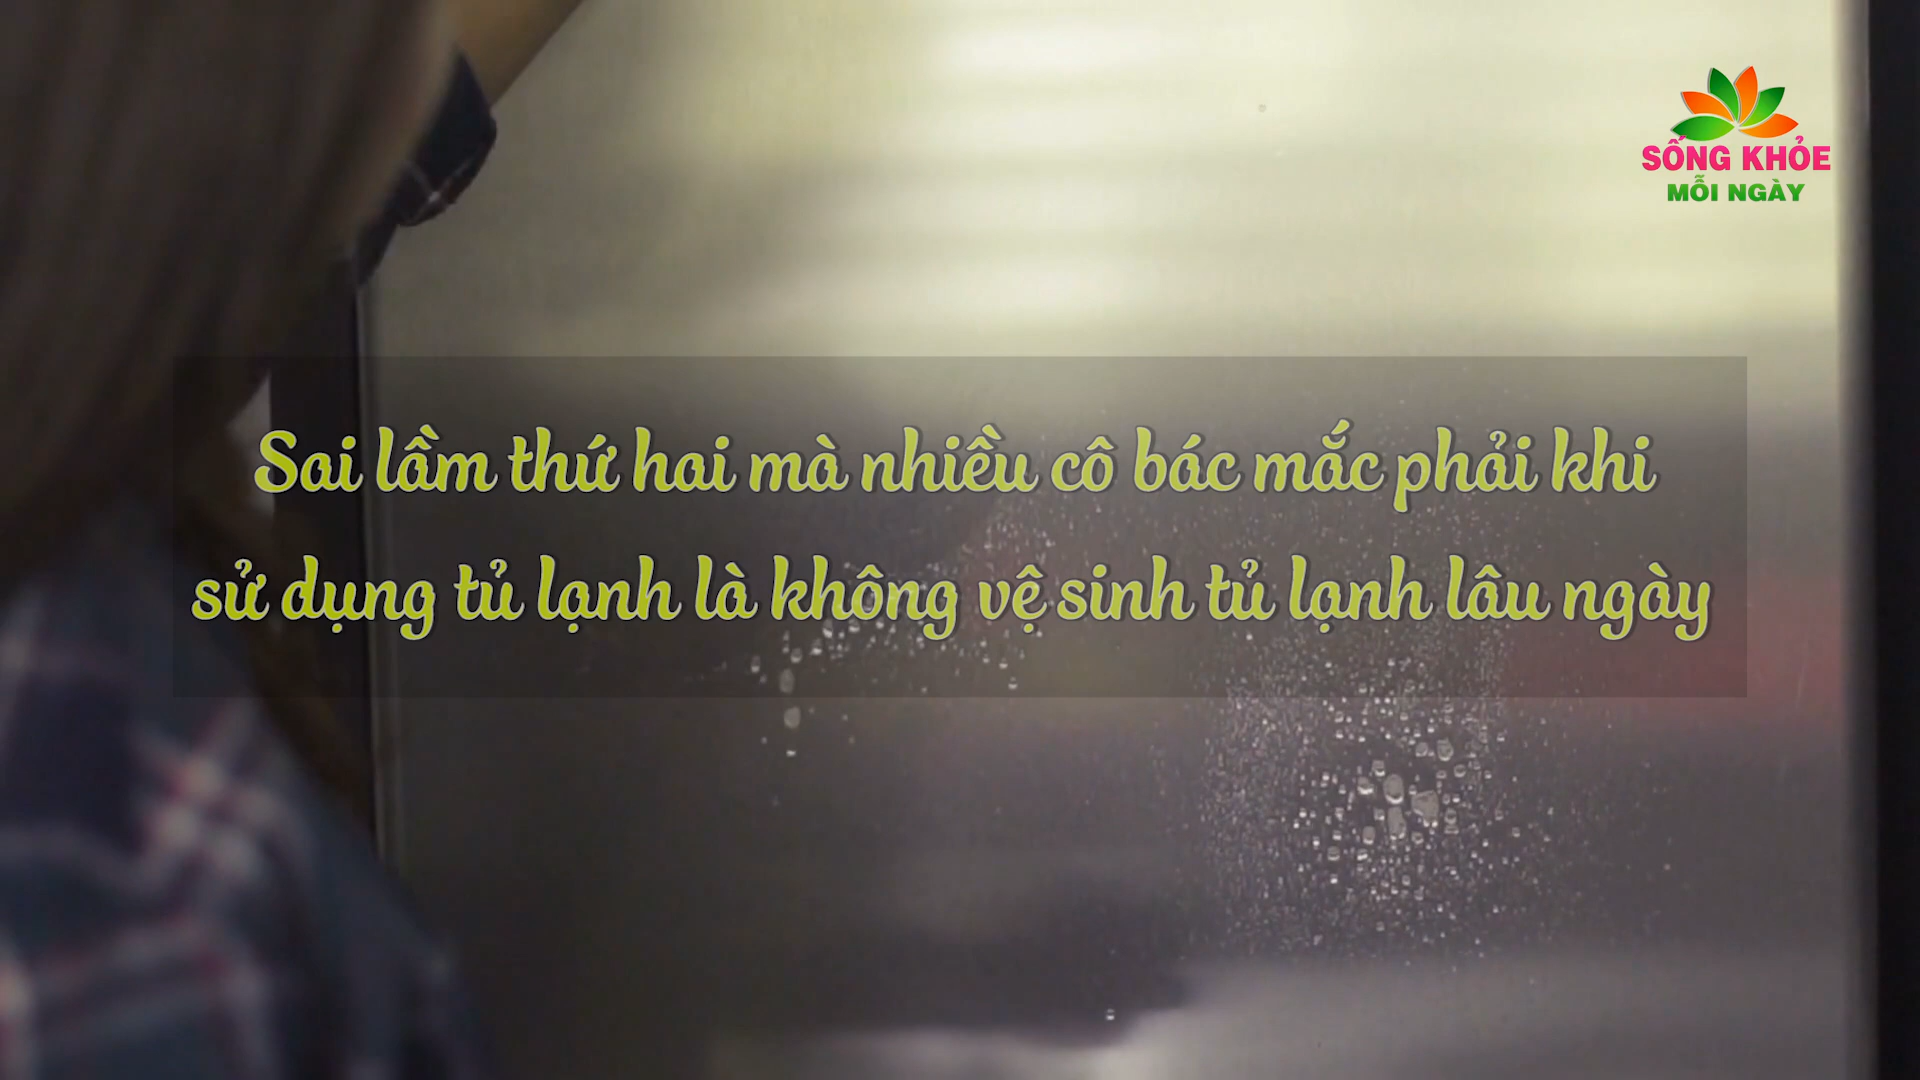 SỐNG KHỎE
MỖI NGÀY
Sai lầm thứ hai mà nhiều cô bác mắc phải khi
sử dụng tủ lạnh là không vệ sinh tủ lạnh lâu ngày